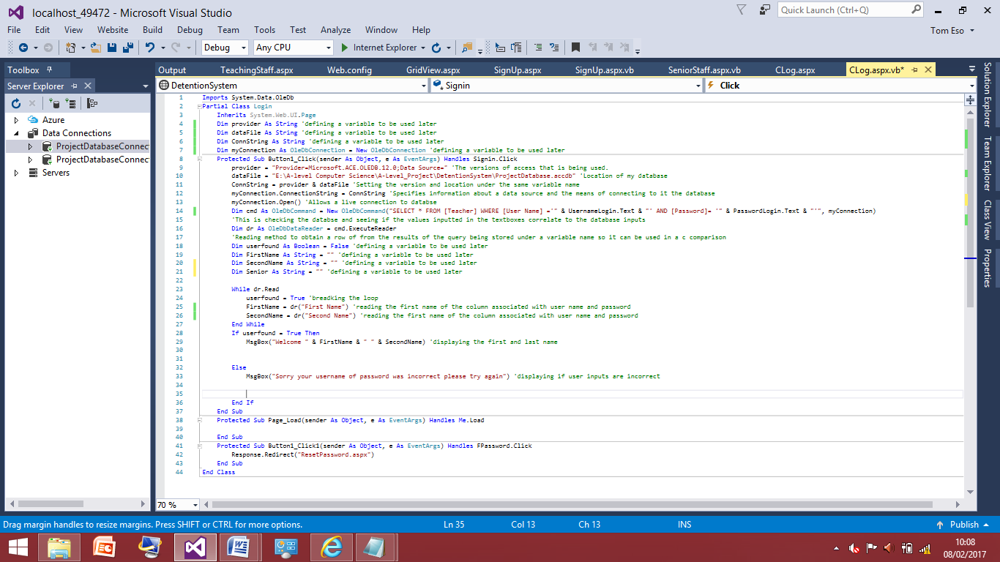 localhost_49472 - Microsoft Visual Studio
Quick Launch (Ctrl+Q)
File Edit View Website Build Debug Team Tools Test Analyze Window Help
Tom Eso
Debug Any CPU Internet Explorer
Toolbox
Output TeachingStaff.aspx Web.config GridView.aspx SignUp.aspx SignUp.aspx.vb SeniorStaff.aspx.vb CLog.aspx CLog.aspx.vb*
Server Explorer
DetentionSystem Signin Click
Azure
Data Connections
ProjectDatabaseConnec
ProjectDatabaseConnec
Servers
1 Imports System.Data.OleDb
2 Partial Class Login
3 Inherits System.Web.UI.Page
4 Dim provider As String 'defining a variable to be used later
5 Dim dataFile As String 'defining a variable to be used later
6 Dim ConnString As String 'defining a variable to be used later
7 Dim myConnection As OleDbConnection = New OleDbConnection 'defining a variable to be used later
8 Protected Sub Button1_Click(sender As Object, e As EventArgs) Handles Signin.Click
9 provider = "Provider=Microsoft.ACE.OLEDB.12.0;Data Source=" 'The versions of access that is being used.
10 dataFile = "E:\A-level Computer Science\A-Level_Project\DetentionSystem\ProjectDatabase.accdb" 'Location of my database
11 ConnString = provider & dataFile 'Setting the version and location under the same variable name
12 myConnection.ConnectionString = ConnString 'Specifies information about a data source and the means of connecting to it the database
13 myConnection.Open() 'Allows a live connection to databse
14 Dim cmd As OleDbCommand = New OleDbCommand("SELECT * FROM [Teacher] WHERE [User Name] ='" & UsernameLogin.Text & "' AND [Password]= '" & PasswordLogin.Text & "'", myConnection)
15 'This is checking the databse and seeing if the values inputted in the textboxes correlate to the database inputs
16 Dim dr As OleDbDataReader = cmd.ExecuteReader
17 'Reading method to obtain a row of from the results of the query being stored under a variable name so it can be used in a c comparison
18 Dim userfound As Boolean = False 'defining a variable to be used later
19 Dim FirstName As String = "" 'defining a variable to be used later
20 Dim SecondName As String = "" 'defining a variable to be used later
21 Dim Senior As String = "" 'defining a variable to be used later
22
23 While dr.Read
24 userfound = True 'breadking the loop
25 FirstName = dr("First Name") 'reading the first name of the column associated with user name and password
26 SecondName = dr("Second Name") 'reading the first name of the column associated with user name and password
27 End While
28 If userfound = True Then
29 MsgBox("Welcome " & FirstName & " " & SecondName) 'displaying the first and last name
30
31
32 Else
33 MsgBox("Sorry your username of password was incorrect please try again") 'displaying if user inputs are incorrect
34
35
36 End If
37 End Sub
38 Protected Sub Page_Load(sender As Object, e As EventArgs) Handles Me.Load
39
40 End Sub
41 Protected Sub Button1_Click1(sender As Object, e As EventArgs) Handles FPassword.Click
42 Response.Redirect("ResetPassword.aspx")
43 End Sub
44 End Class
Solution Explorer
Team Explorer
Class View
Properties
70 %
Drag margin handles to resize margins. Press SHIFT or CTRL for more options. Ln 35 Col 13 Ch 13 INS Publish
10:08
08/02/2017